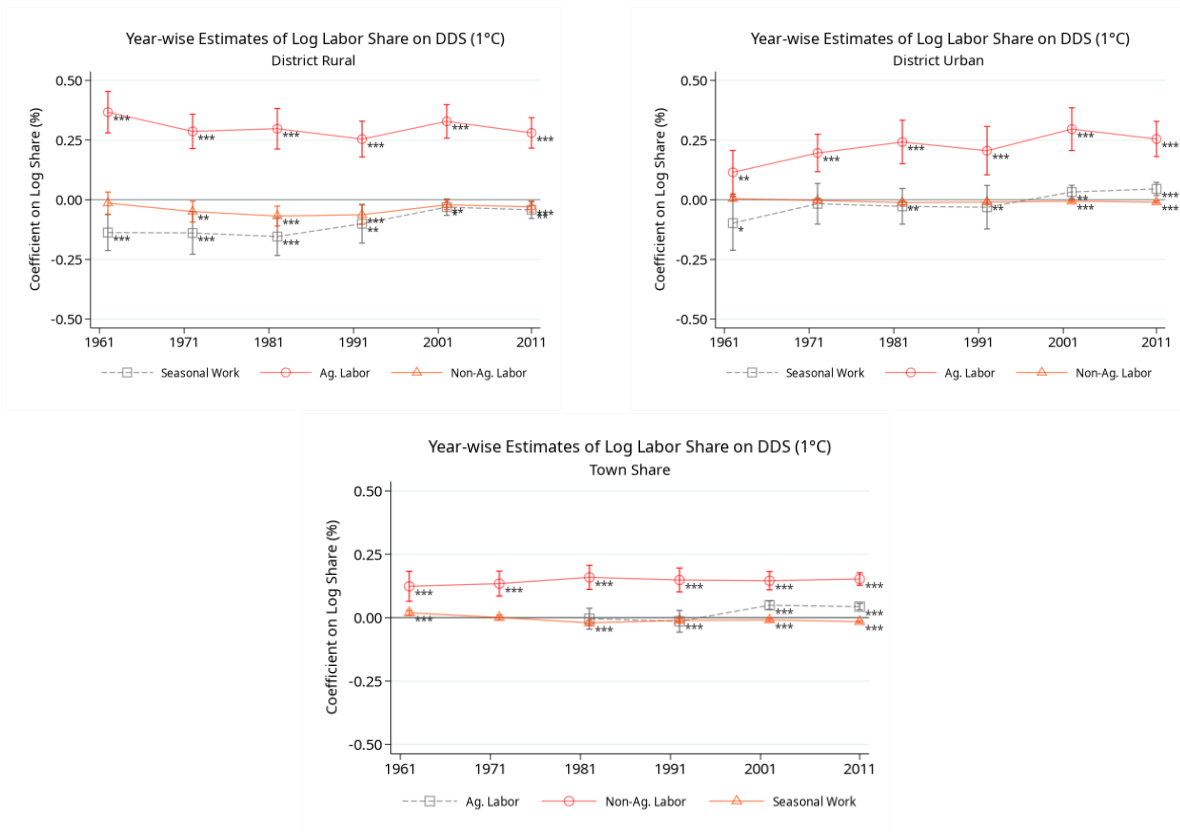 Year-wise Estimates of Log Labor Share on DDS (1°C)
District Rural
Coefficient on Log Share (%)
0.50
0.25
0.00
-0.25
-0.50
*** *** *** *** *** ***
** *** *** ** ***
*** *** *** ** * **
1961 1971 1981 1991 2001 2011
Seasonal Work Ag. Labor Non-Ag. Labor
Year-wise Estimates of Log Labor Share on DDS (1°C)
District Urban
Coefficient on Log Share (%)
0.50
0.25
0.00
-0.25
-0.50
** *** *** *** *** ***
* ** ** ** ***
*** ***
1961 1971 1981 1991 2001 2011
Seasonal Work Ag. Labor Non-Ag. Labor
Year-wise Estimates of Log Labor Share on DDS (1°C)
Town Share
Coefficient on Log Share (%)
0.50
0.25
0.00
-0.25
-0.50
*** *** *** *** *** ***
*** *** *** *** ***
*** ***
1961 1971 1981 1991 2001 2011
Ag. Labor Non-Ag. Labor Seasonal Work